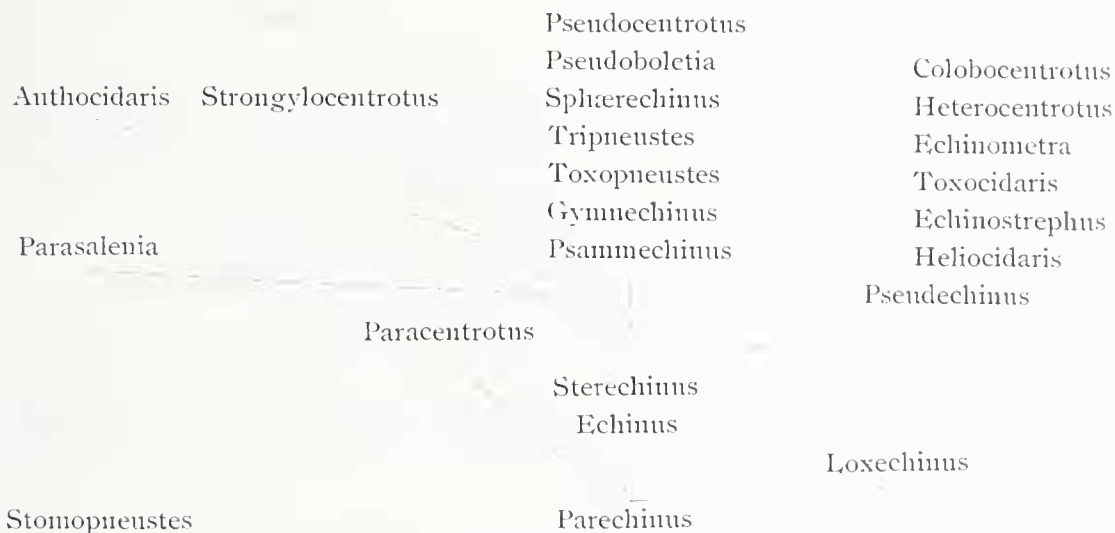 Pseudocentrotus
Pseudoboletia
Colobocentrotus
Anthocidaris Strongylocentrotus Sphærechinus
Heterocentrotus
Tripneustes
Echinometra
Toxopneustes
Toxocidaris
Gymnechinus
Echinostrephus
Parasalenia Psammechinus
Heliocidaris
Pseudechinus
Paracentrotus
Sterechinus
Echinus
Loxechinus
Stomopneustes Parechinus